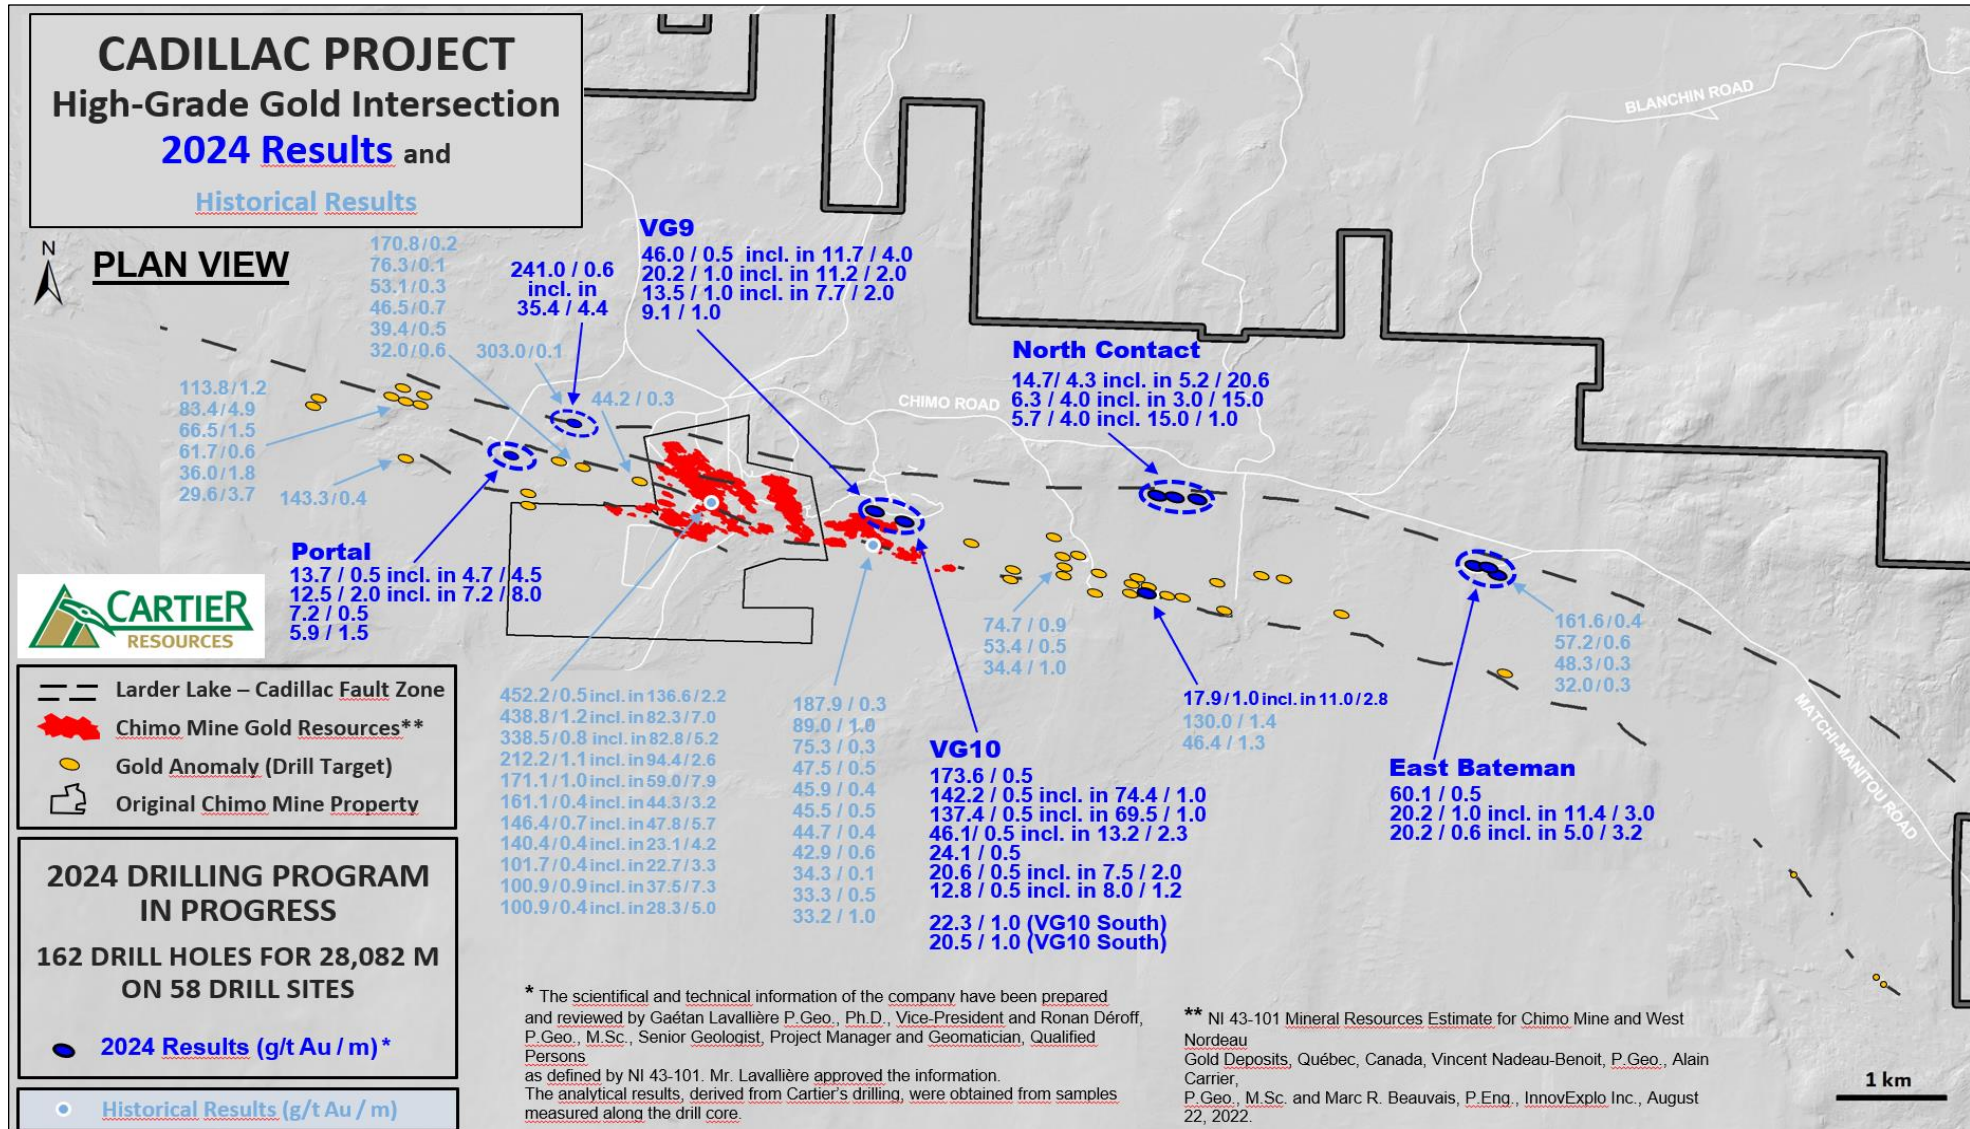 CADILLAC PROJECT
High-Grade Gold Intersection
2024 Results and
Historical Results
N
PLAN VIEW
BLANCHIN ROAD
170.8/0.2
76.3/0.1
53.1/0.3
46.5/0.7
39.4/0.5
32.0/0.6
241.0 / 0.6
incl. in
35.4 / 4.4
VG9
46.0 / 0.5 incl. in 11.7 / 4.0
20.2 / 1.0 incl. in 11.2 / 2.0
13.5 / 1.0 incl. in 7.7 / 2.0
9.1 / 1.0
303.0/0.1
44.2 / 0.3
CHIMO ROAD
North Contact
14.7/ 4.3 incl. in 5.2 / 20.6
6.3 / 4.0 incl. in 3.0 / 15.0
5.7 / 4.0 incl. 15.0 / 1.0
113.8/1.2
83.4/4.9
66.5/1.5
61.7/0.6
36.0/1.8
29.6/3.7
143.3/0.4
Portal
13.7 / 0.5 incl. in 4.7 / 4.5
12.5 / 2.0 incl. in 7.2 / 8.0
7.2 / 0.5
5.9 / 1.5
CARTIER
RESOURCES
74.7 / 0.9
53.4 / 0.5
34.4 / 1.0
161.6/0.4
57.2/0.6
48.3/0.3
32.0/0.3
MATCHI-MANITOU ROAD
Larder Lake – Cadillac Fault Zone
Chimo Mine Gold Resources**
Gold Anomaly (Drill Target)
Original Chimo Mine Property
452.2/0.5 incl. in 136.6/2.2
438.8/1.2 incl. in 82.3/7.0
338.5/0.8 incl. in 82.8/5.2
212.2/1.1 incl. in 94.4/2.6
171.1/1.0 incl. in 59.0/7.9
161.1/0.4 incl. in 44.3/3.2
146.4/0.7 incl. in 47.8/5.7
140.4/0.4 incl. in 23.1/4.2
101.7/0.4 incl. in 22.7/3.3
100.9/0.9 incl. in 37.5/7.3
100.9/0.4 incl. in 28.3/5.0
187.9 / 0.3
89.0 / 1.0
75.3 / 0.3
47.5 / 0.5
45.9 / 0.4
45.5 / 0.5
44.7 / 0.4
42.9 / 0.6
34.3 / 0.1
33.3 / 0.5
33.2 / 1.0
17.9 / 1.0 incl. in 11.0 / 2.8
130.0 / 1.4
46.4 / 1.3
VG10
173.6 / 0.5
142.2 / 0.5 incl. in 74.4 / 1.0
137.4 / 0.5 incl. in 69.5 / 1.0
46.1/ 0.5 incl. in 13.2 / 2.3
24.1 / 0.5
20.6 / 0.5 incl. in 7.5 / 2.0
12.8 / 0.5 incl. in 8.0 / 1.2
22.3 / 1.0 (VG10 South)
20.5 / 1.0 (VG10 South)
East Bateman
60.1 / 0.5
20.2 / 1.0 incl. in 11.4 / 3.0
20.2 / 0.6 incl. in 5.0 / 3.2
2024 DRILLING PROGRAM
IN PROGRESS
162 DRILL HOLES FOR 28,082 M
ON 58 DRILL SITES
2024 Results (g/t Au / m)*
Historical Results (g/t Au / m)
* The scientifical and technical information of the company have been prepared
and reviewed by Gaétan Lavallière P.Geo., Ph.D., Vice-President and Ronan Déroff,
P.Geo., M.Sc., Senior Geologist, Project Manager and Geomatician, Qualified
Persons
as defined by NI 43-101. Mr. Lavallière approved the information.
The analytical results, derived from Cartier's drilling, were obtained from samples
measured along the drill core.
** NI 43-101 Mineral Resources Estimate for Chimo Mine and West
Nordeau
Gold Deposits, Québec, Canada, Vincent Nadeau-Benoit, P.Geo., Alain
Carrier,
P.Geo., M.Sc. and Marc R. Beauvais, P.Eng., InnovExplo Inc., August
22, 2022.
1 km